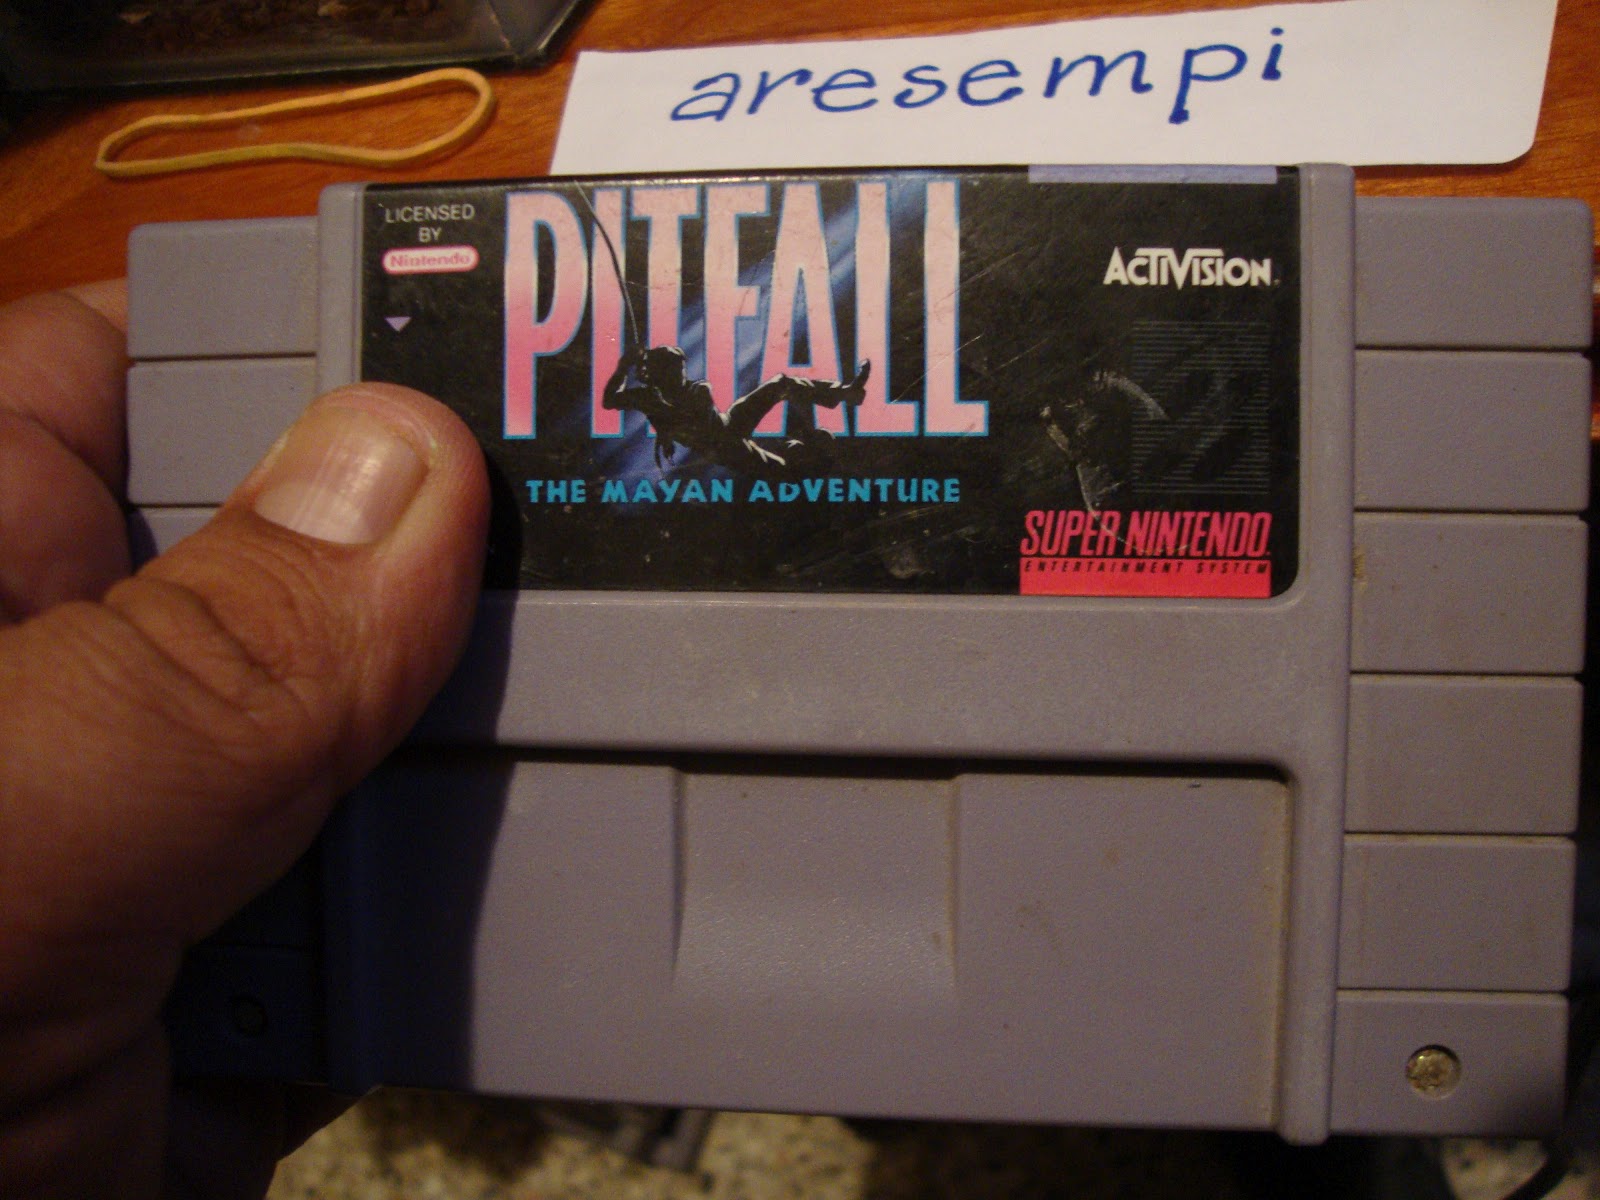 aresempi
LICENSED
BY
Nintendo
PITFALL
THE MAYAN ADVENTURE
ACTIVISION
SUPER NINTENDO
ENTERTAINMENT SYSTEM